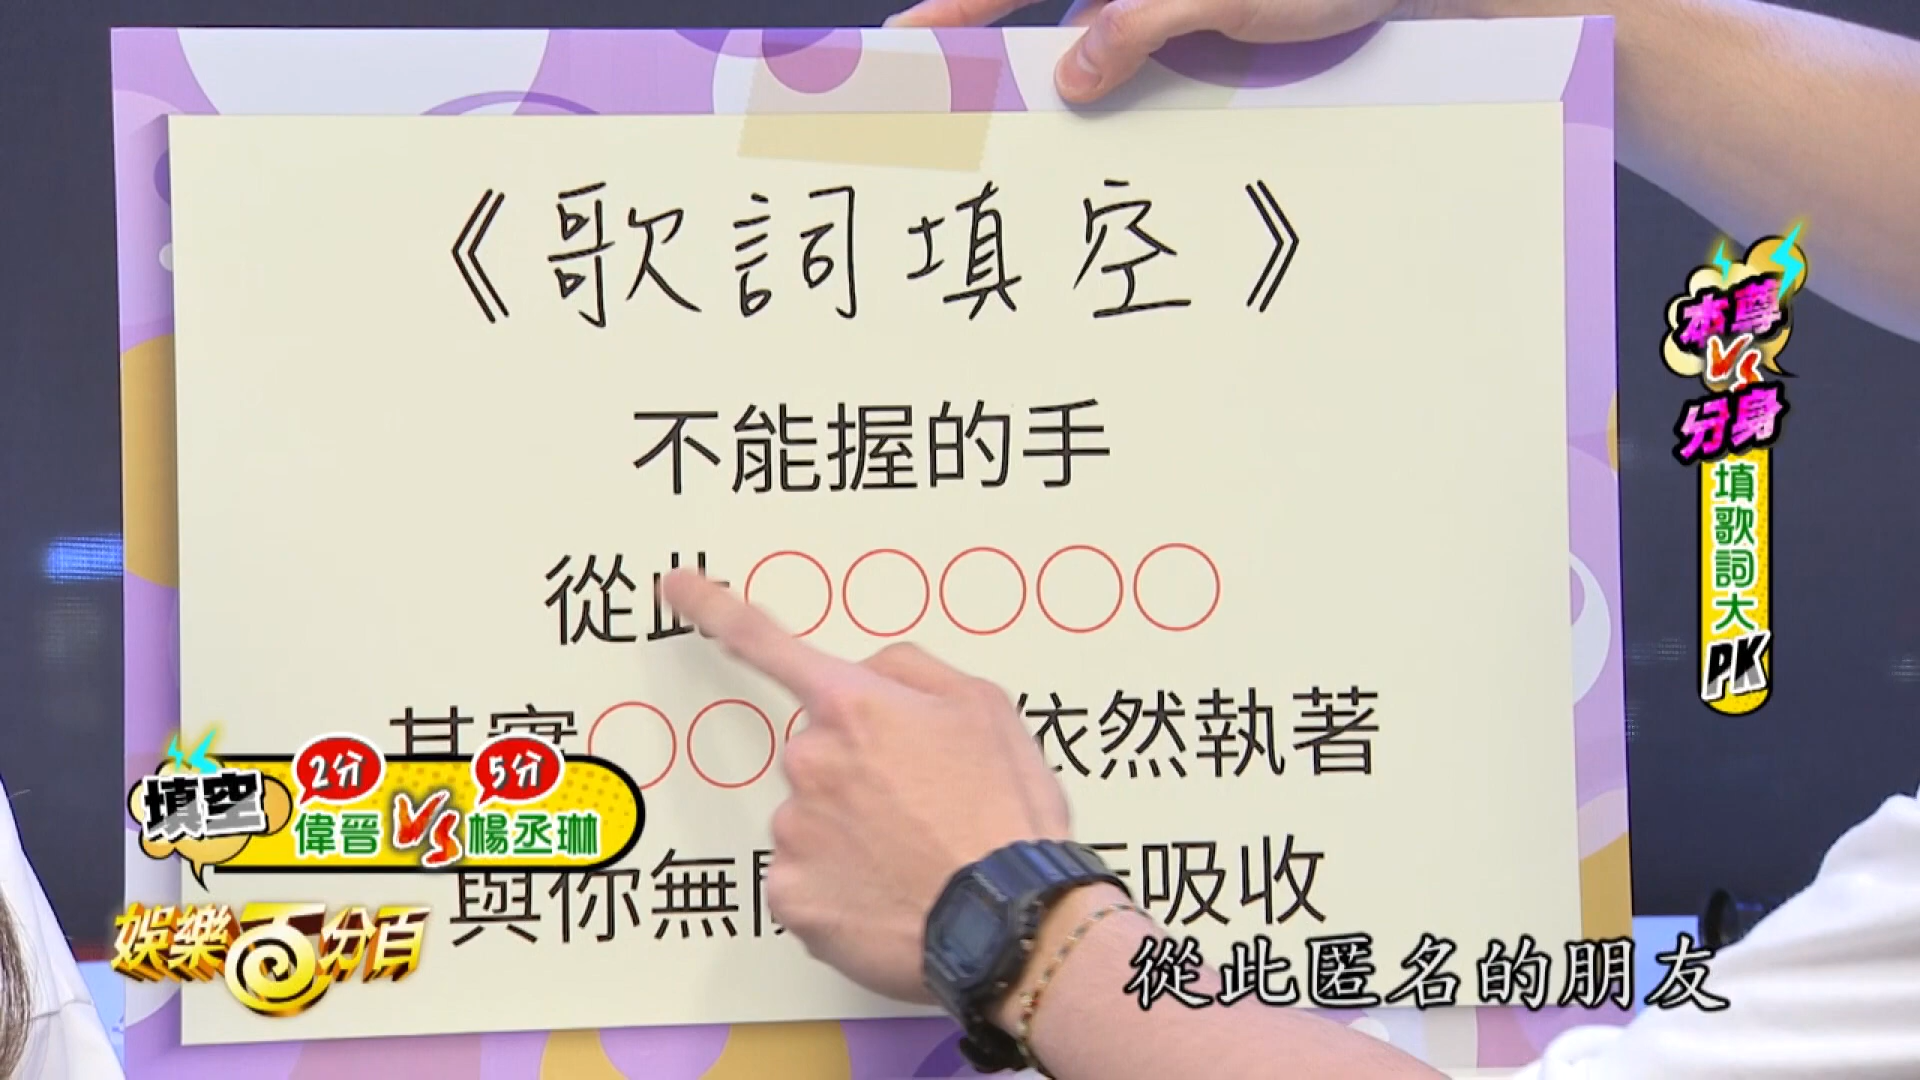 《歌詞填空》
不能握的手
從此○○○○○
其實○○ 依然執著
與你無關 吸收
本尊
Vs
分身
填歌詞大
PK
填空
2分
偉晉
Vs
5分
楊丞琳
娛樂百分百
從此匿名的朋友